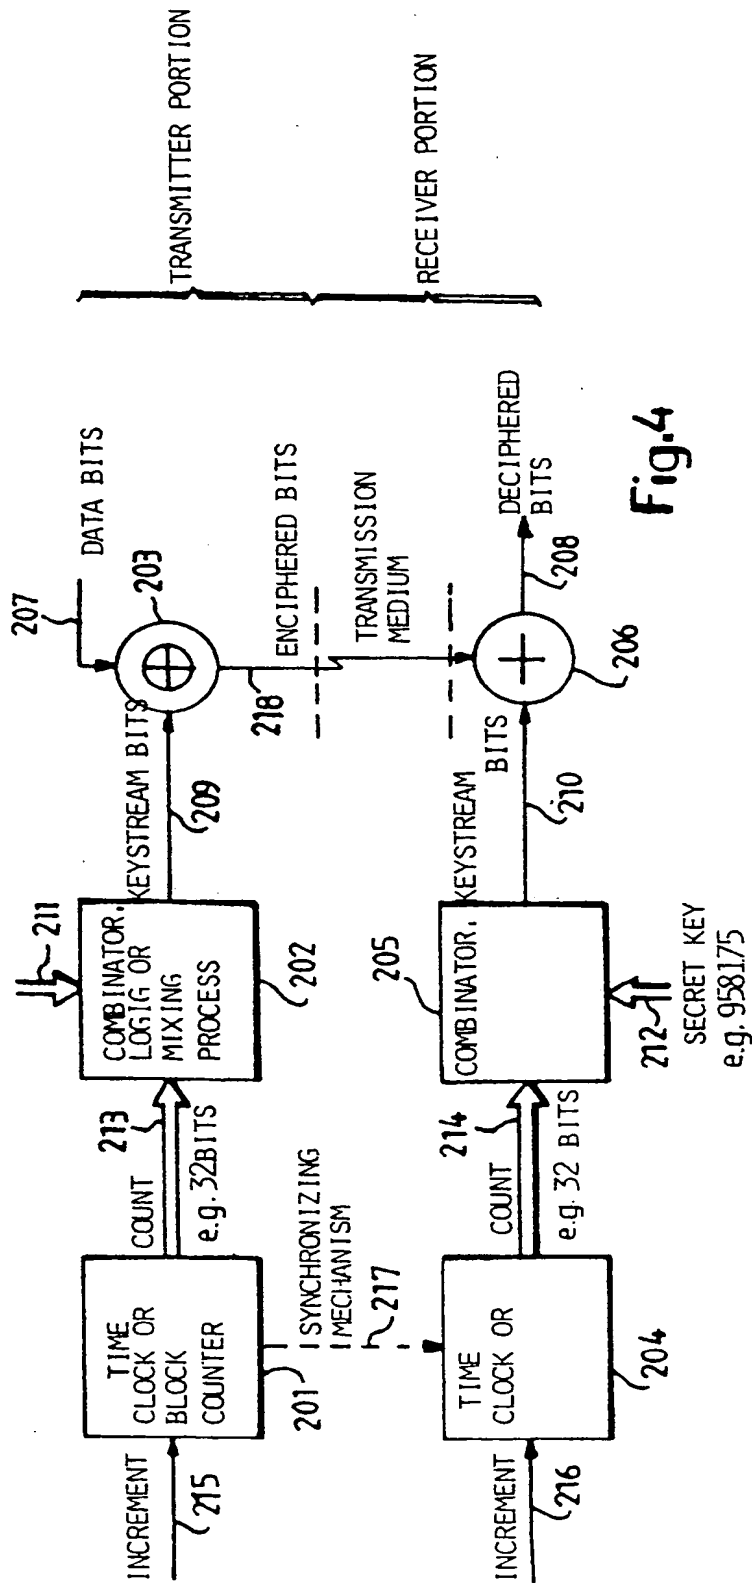 INCREMENT
215
TIME
CLOCK OR
BLOCK
COUNTER
201
COUNT
213
e.g. 32BITS
211
COMBINATOR.
LOGIG OR
MIXING
PROCESS
202
KEYSTREAM BITS
209
207
DATA BITS
203
218
ENCIPHERED BITS
TRANSMITTER PORTION
SYNCHRONIZING
MECHANISM
217
TRANSMISSION
MEDIUM
INCREMENT
216
TIME
CLOCK OR
204
COUNT
214
e.g. 32 BITS
205
COMBINATOR.
212
SECRET KEY
e.g. 958175
KEYSTREAM
BITS
210
206
208
DECIPHERED
BITS
RECEIVER PORTION
Fig.4